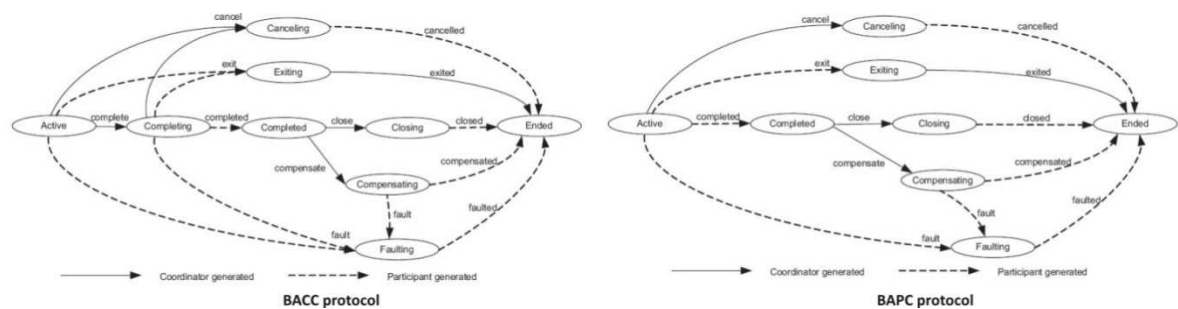 cancel
Canceling
cancelled
exit
Exiting
exited
Active
complete
Completing
completed
Completed
close
Closing
closed
Ended
compensate
Compensating
compensated
fault
faulted
fault
Faulting
Coordinator generated
Participant generated
BACC protocol
cancel
Canceling
cancelled
exit
Exiting
exited
Active
completed
Completed
close
Closing
closed
Ended
compensate
Compensating
compensated
fault
faulted
fault
Faulting
Coordinator generated
Participant generated
BAPC protocol